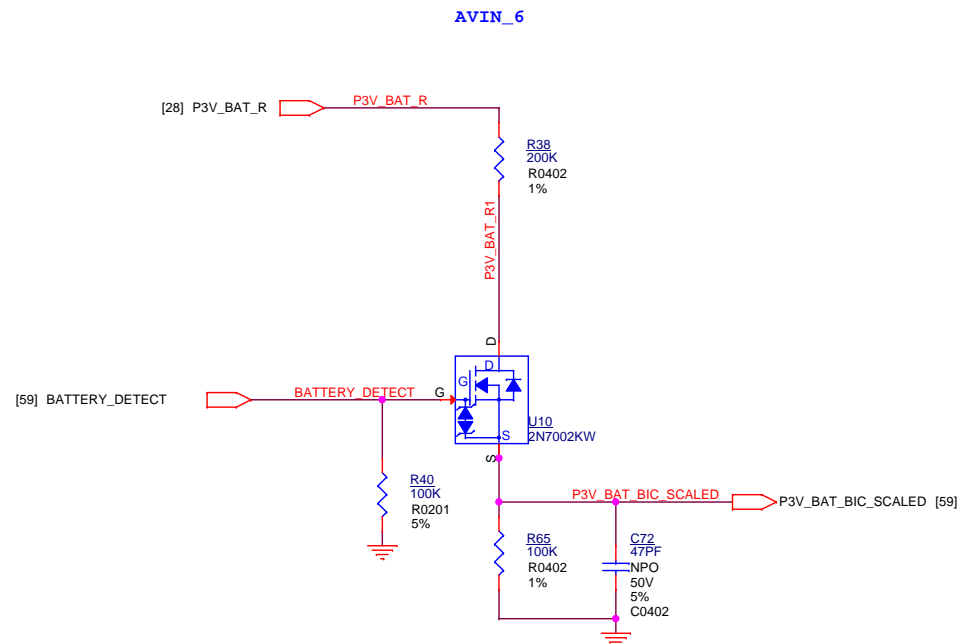 AVIN_6
[28] P3V_BAT_R
P3V_BAT_R
R38
200K
R0402
1%
P3V_BAT_R1
D
D
G
S
[59] BATTERY_DETECT
BATTERY_DETECT
G
U10
2N7002KW
S
R40
100K
R0201
5%
P3V_BAT_BIC_SCALED
P3V_BAT_BIC_SCALED [59]
R65
100K
R0402
1%
C72
47PF
NPO
50V
5%
C0402